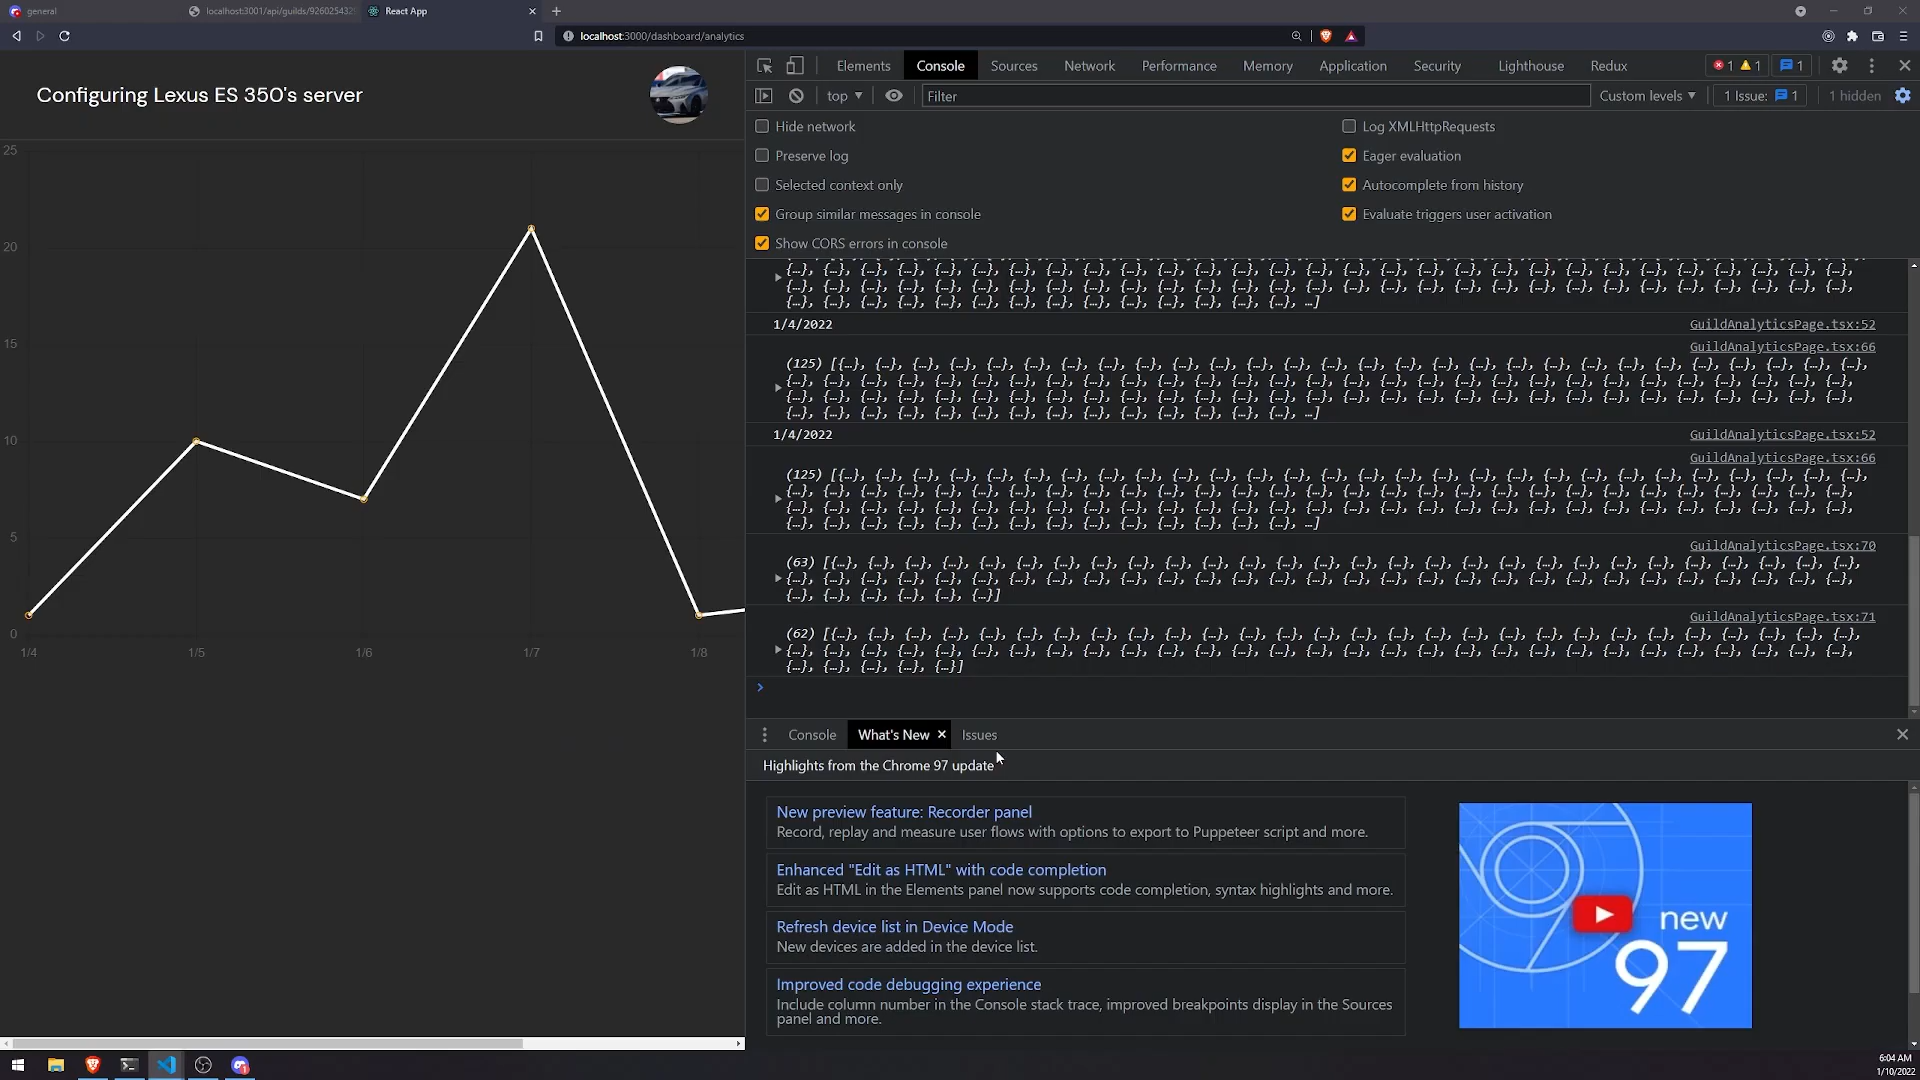 general
localhost:3001/api/guilds/92602543
React App
localhost:3000/dashboard/analytics
Configuring Lexus ES 350's server
25
20
15
10
5
0
1/4
1/5
1/6
1/7
1/8
Elements
Console
Sources
Network
Performance
Memory
Application
Security
Lighthouse
Redux
1
1
1
top
Filter
Custom levels
1 Issue:
1
1 hidden
Hide network
Log XMLHttpRequests
Preserve log
Eager evaluation
Selected context only
Autocomplete from history
Group similar messages in console
Evaluate triggers user activation
Show CORS errors in console
1/4/2022
GuildAnalyticsPage.tsx:52
GuildAnalyticsPage.tsx:66
(125)
1/4/2022
GuildAnalyticsPage.tsx:52
GuildAnalyticsPage.tsx:66
(125)
GuildAnalyticsPage.tsx:70
(63)
GuildAnalyticsPage.tsx:71
(62)
Console
What's New
Issues
Highlights from the Chrome 97 update
New preview feature: Recorder panel
Record, replay and measure user flows with options to export to Puppeteer script and more.
Enhanced "Edit as HTML" with code completion
Edit as HTML in the Elements panel now supports code completion, syntax highlights and more.
Refresh device list in Device Mode
New devices are added in the device list.
Improved code debugging experience
Include column number in the Console stack trace, improved breakpoints display in the Sources
panel and more.
new
97
6:04 AM
1/10/2022